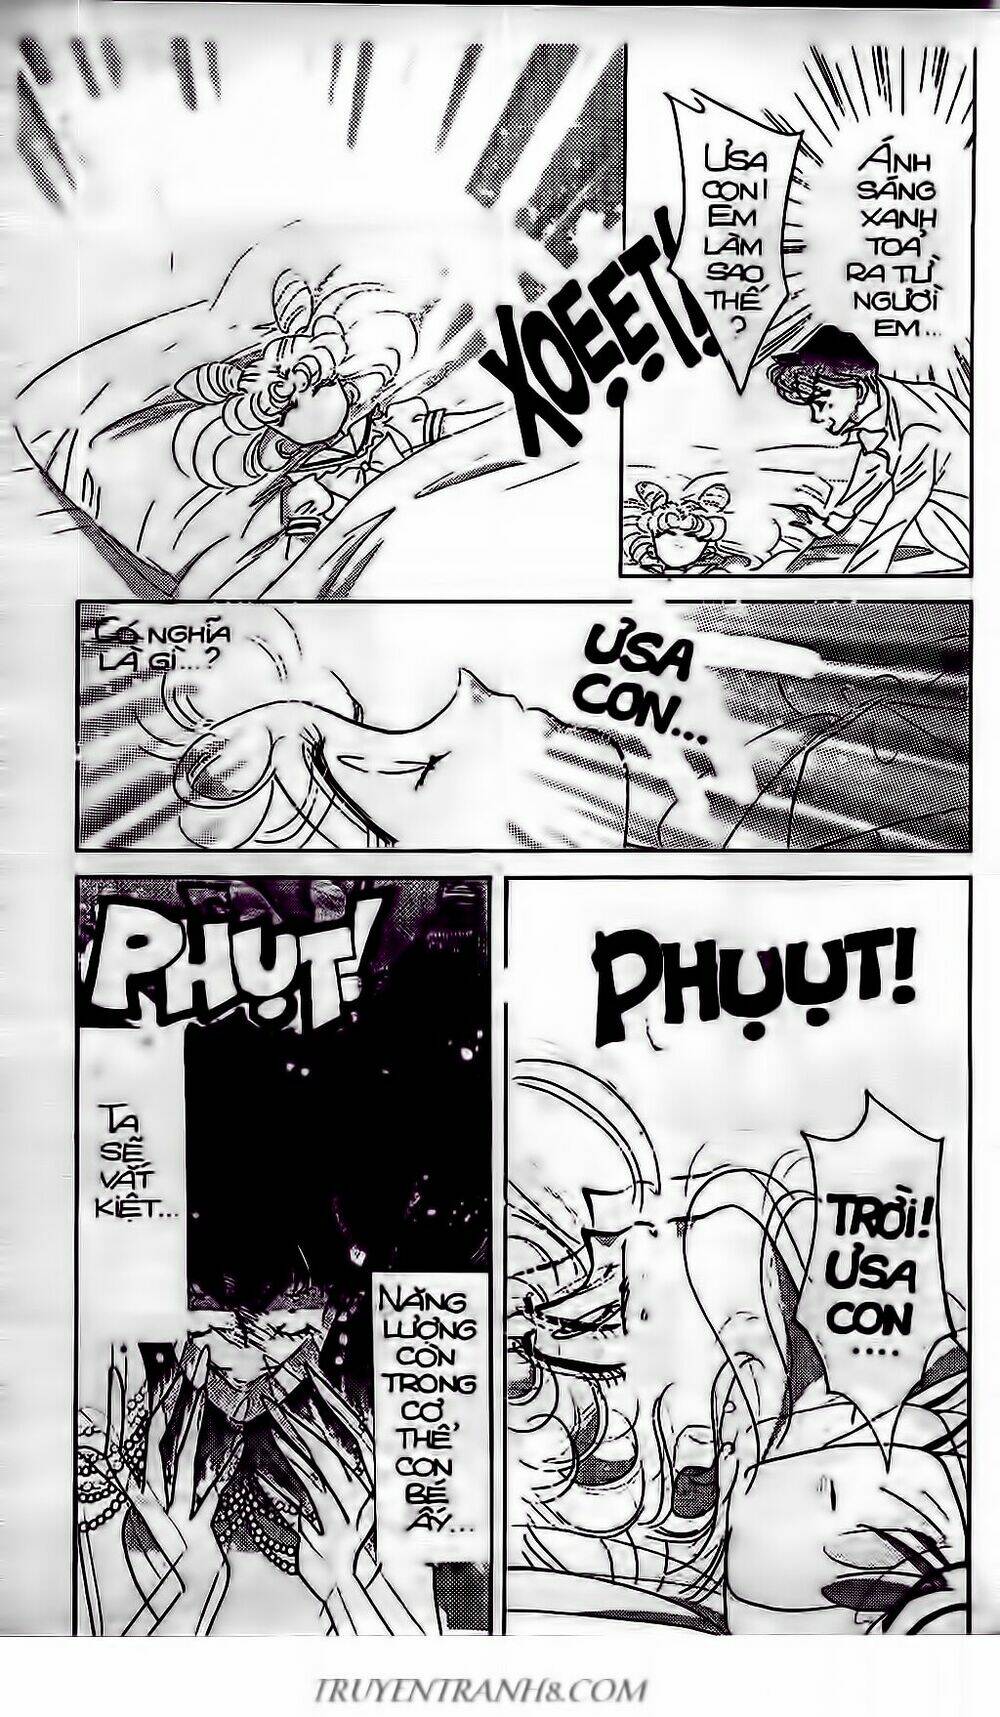 ÁNH
SÁNG
XANH
TOẢ
RA TỪ
NGƯỜI
EM...
ƯSA
CON!
EM
LÀM
SAO
THẾ
?
XOẸẸT!
CÓ NGHĨA
LÀ GÌ...?
ƯSA
CON...
PHỤT!
TA
SẼ
VẮT
KIỆT...
NĂNG
LƯỢNG
CÒN
TRONG
CƠ
THỂ
CON
BÉ
ẤY...
PHỤỤT!
TRỜI!
ƯSA
CON
....
TRUYENTRANH8.COM